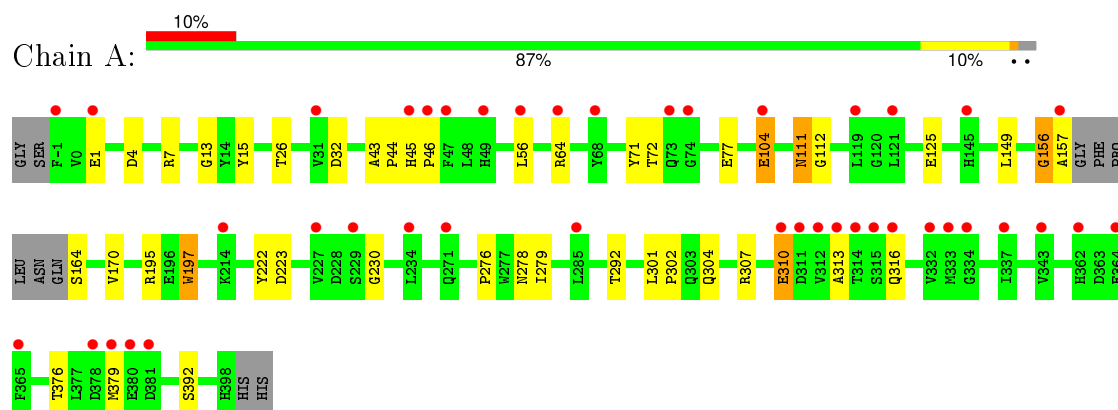 10%
Chain A:
87% 10% • •
GLY SER F-1 V0 E1 D4 R7 G13 Y14 Y15 T26 V31 D32 A43 P44 H45 P46 F47 L48 H49 L56 R64 Y68 Y71 T72 Q73 G74 E77 E104 N111 G112 L119 G120 L121 E125 H145 L149 G156 A157 GLY PHE PRO
LEU ASN GLN S164 V170 R195 E196 W197 K214 Y222 D223 V227 D228 S229 G230 L234 Q271 P276 W277 N278 I279 L285 T292 L301 P302 Q303 Q304 R307 E310 D311 V312 A313 T314 S315 Q316 V332 M333 G334 I337 V343 H362 D363 E364
F365 T376 L377 D378 M379 E380 D381 S392 H398 HIS HIS